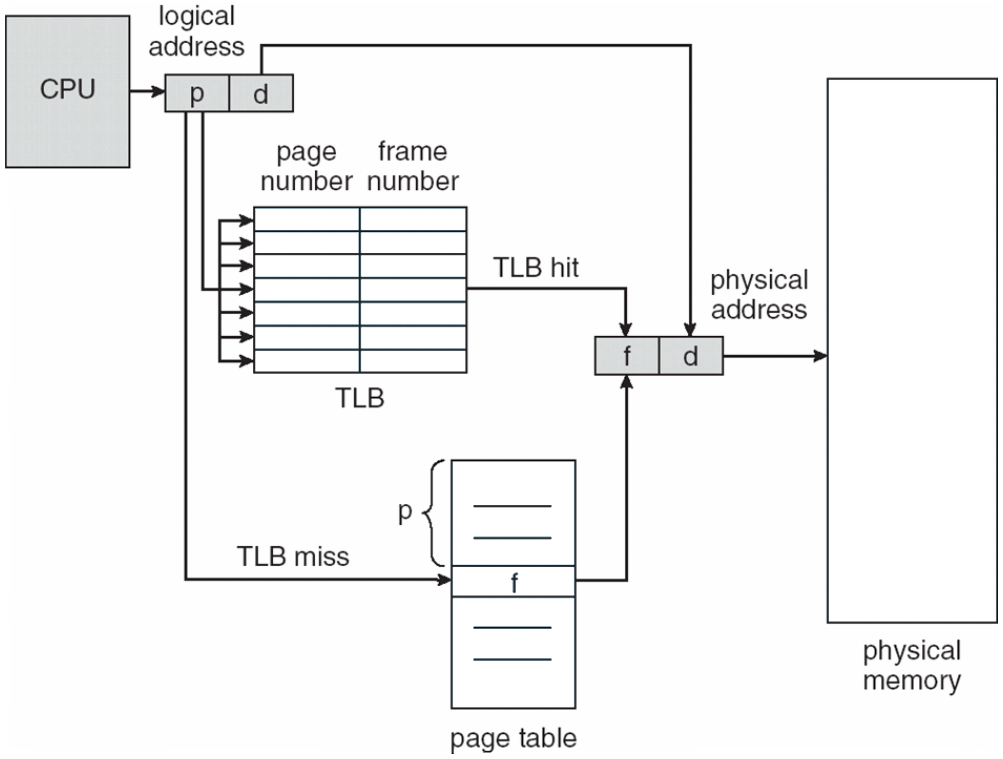 logical
address
CPU
p
d
page
number
frame
number
TLB hit
physical
address
f
d
TLB
p
TLB miss
f
physical
memory
page table